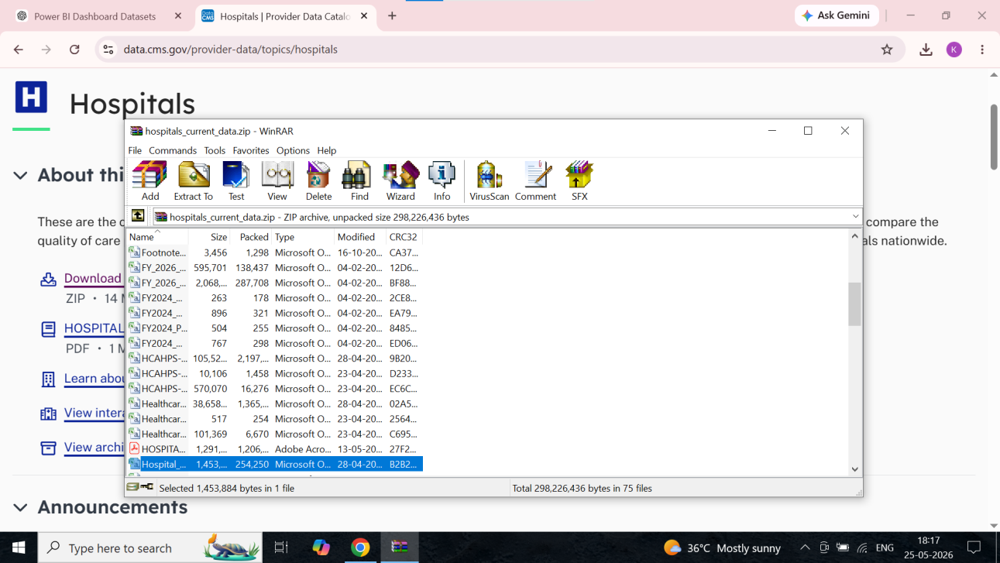 Power BI Dashboard Datasets
Hospitals | Provider Data Catalo
Ask Gemini
data.cms.gov/provider-data/topics/hospitals
K
H Hospitals
hospitals_current_data.zip - WinRAR
File Commands Tools Favorites Options Help
Add Extract To Test View Delete Find Wizard Info VirusScan Comment SFX
hospitals_current_data.zip - ZIP archive, unpacked size 298,226,436 bytes
Name Size Packed Type Modified CRC32
Footnote... 3,456 1,298 Microsoft O... 16-10-20... CA37...
FY_2026_... 595,701 138,437 Microsoft O... 04-02-20... 12D6...
FY_2026_... 2,068,... 287,708 Microsoft O... 04-02-20... BF88...
FY2024_... 263 178 Microsoft O... 04-02-20... 2CE8...
FY2024_... 896 321 Microsoft O... 04-02-20... EA79...
FY2024_P... 504 255 Microsoft O... 04-02-20... 8485...
FY2024_... 767 298 Microsoft O... 04-02-20... ED06...
HCAHPS-... 105,52... 2,197,... Microsoft O... 28-04-20... 9B20...
HCAHPS-... 10,106 1,458 Microsoft O... 23-04-20... D233...
HCAHPS-... 570,070 16,276 Microsoft O... 23-04-20... EC6C...
Healthcar... 38,658... 1,365,... Microsoft O... 28-04-20... 02A5...
Healthcar... 517 254 Microsoft O... 23-04-20... 2564...
Healthcar... 101,369 6,670 Microsoft O... 23-04-20... C695...
HOSPITA... 1,291,... 1,206,... Adobe Acro... 13-05-20... 27F2...
Hospital_... 1,453,... 254,250 Microsoft O... 28-04-20... B2B2...
Selected 1,453,884 bytes in 1 file
Total 298,226,436 bytes in 75 files
About thi
These are the
compare the
quality of care
als nationwide.
Download
ZIP • 14
HOSPITAL
PDF • 1
Learn abou
View intera
View archi
Announcements
Type here to search
36°C Mostly sunny
ENG
18:17
25-05-2026